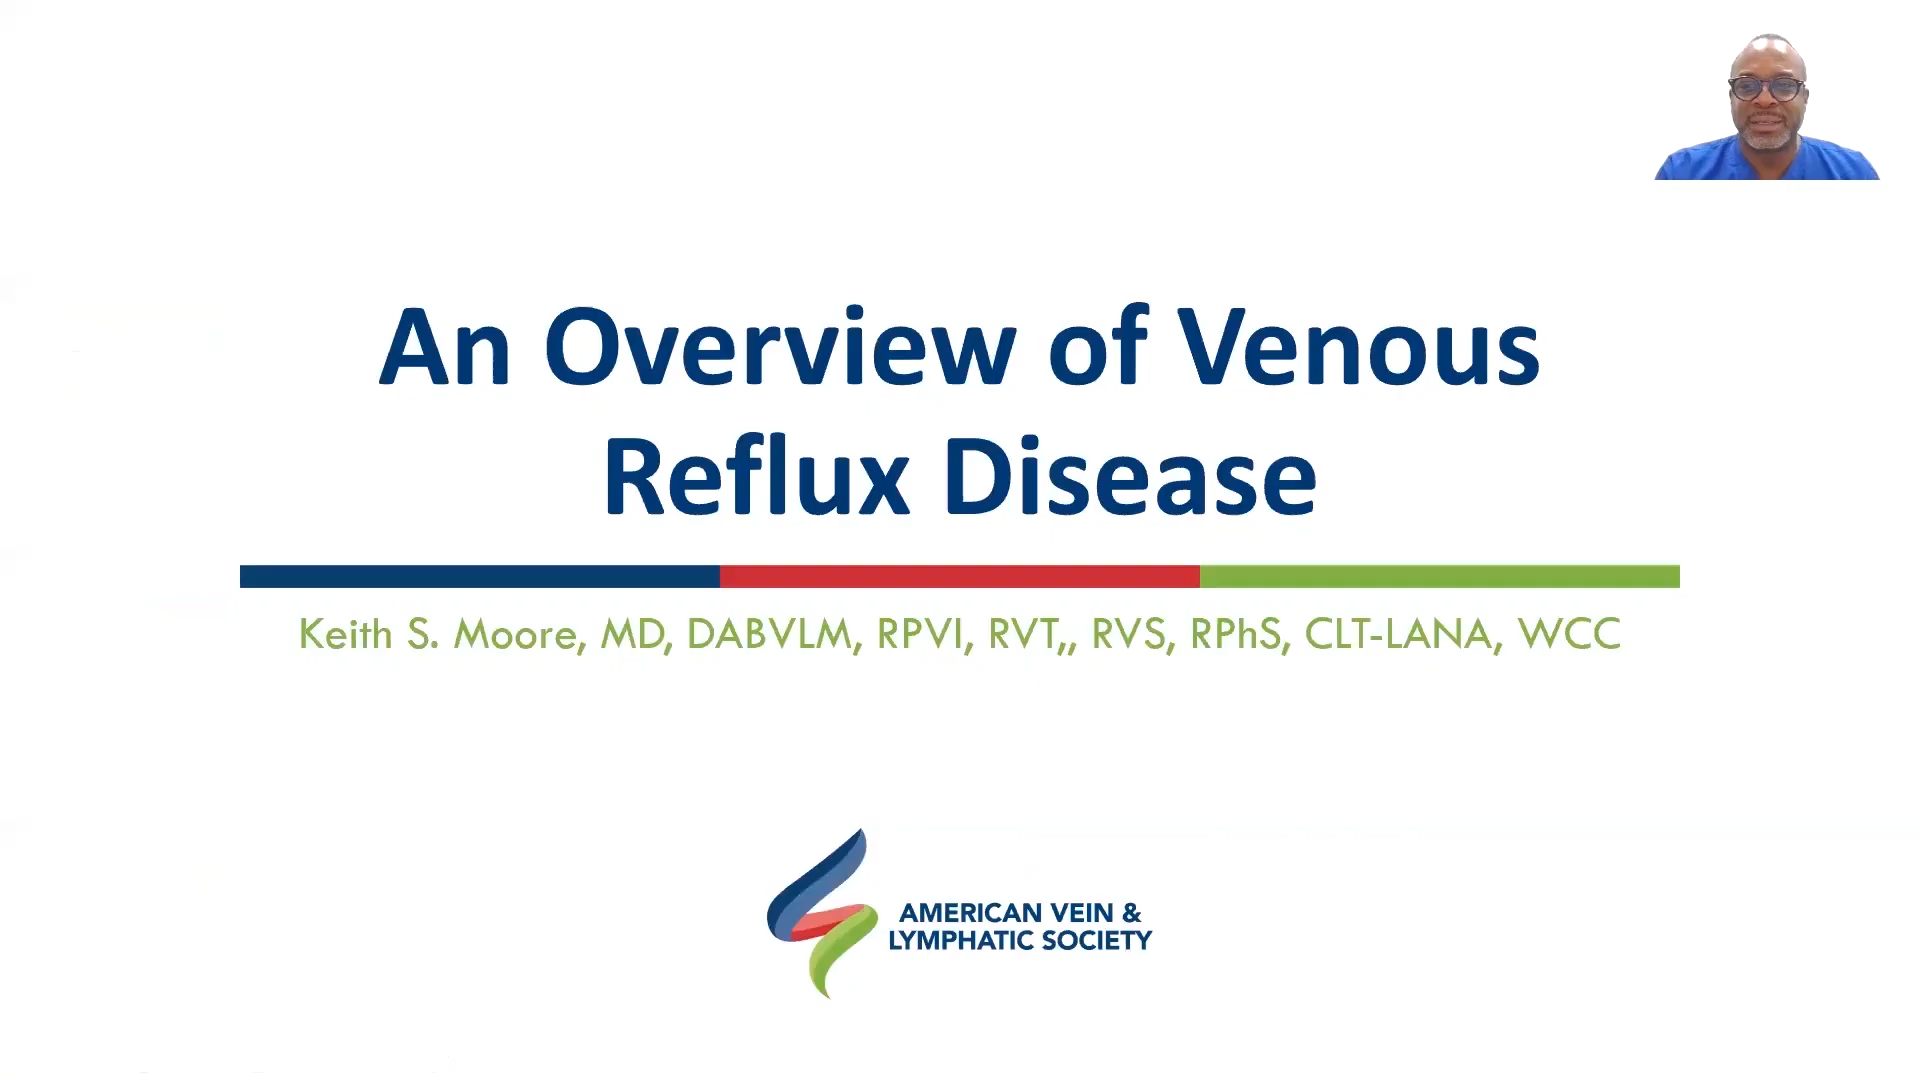 An Overview of Venous
Reflux Disease
Keith S. Moore, MD, DABVLM, RPVI, RVT,, RVS, RPhS, CLT-LANA, WCC
AMERICAN VEIN &
LYMPHATIC SOCIETY